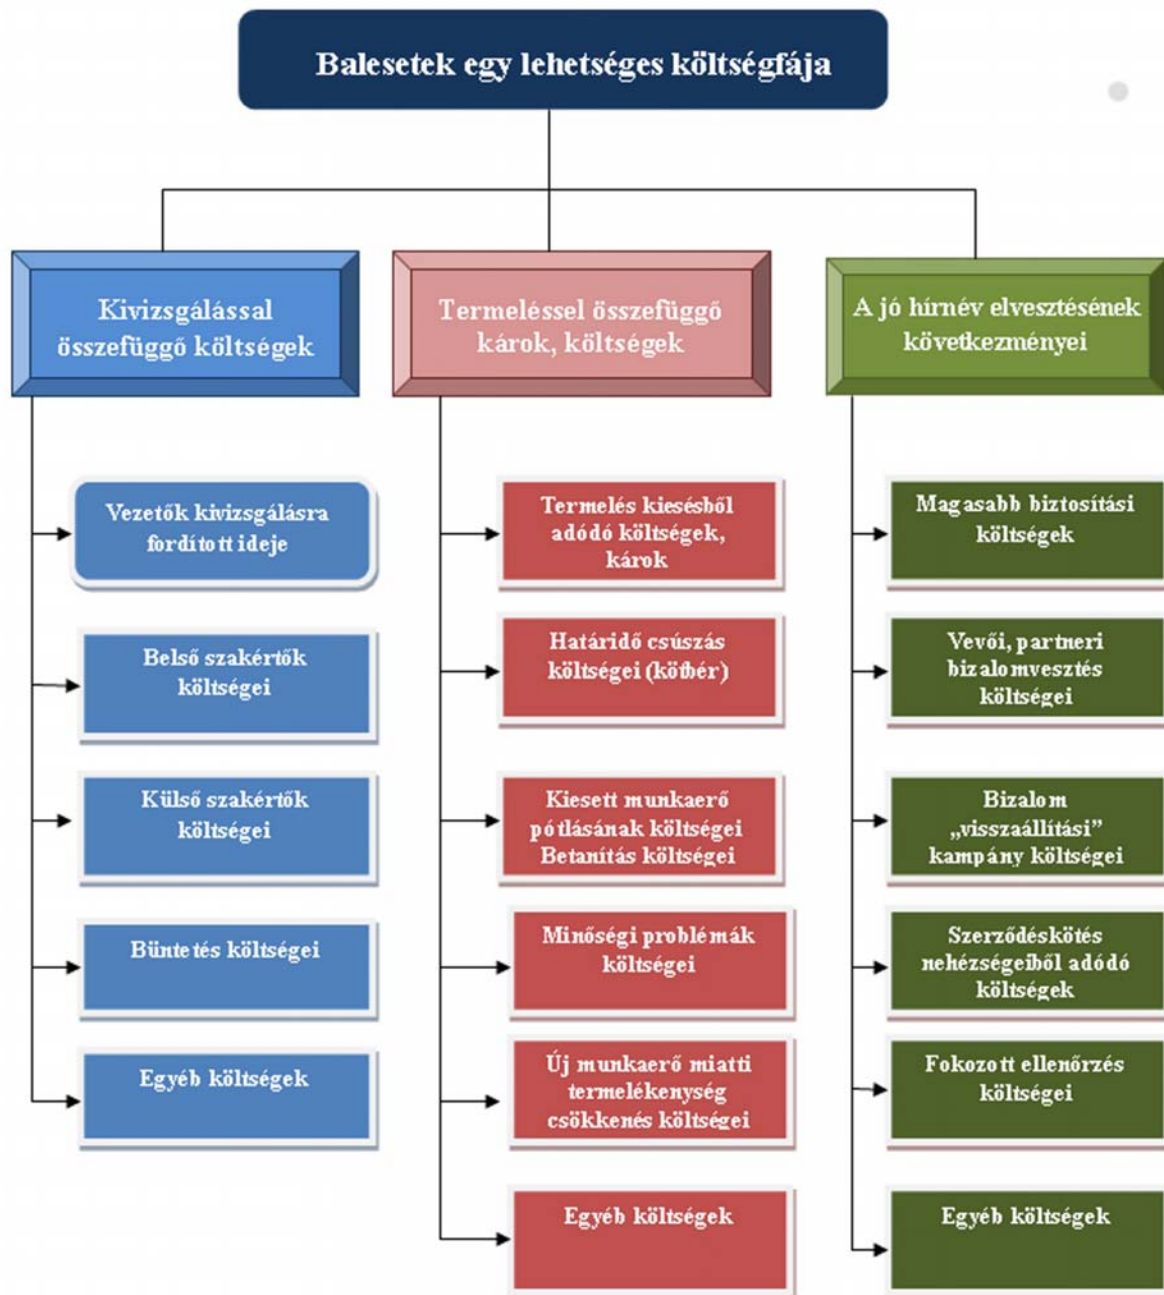 Balesetek egy lehetséges költségfája
Kivizsgálással
összefüggő költségek
Vezetők kivizsgálásra
fordított ideje
Belső szakértők
költségei
Külső szakértők
költségei
Büntetés költségei
Egyéb költségek
Termeléssel összefüggő
károk, költségek
Termelés kiesésből
adódó költségek,
károk
Határidő csúszás
költségei (kötbér)
Kiesett munkaerő
pótlásának költségei
Betanítás költségei
Minőségi problémák
költségei
Új munkaerő miatti
termelékenység
csökkenés költségei
Egyéb költségek
A jó hírnév elvesztésének
következményei
Magasabb biztosítási
költségek
Vevői, partneri
bizalomvesztés
költségei
Bizalom
„visszaállítási”
kampány költségei
Szerződéskötés
nehézségeiből adódó
költségek
Fokozott ellenőrzés
költségei
Egyéb költségek